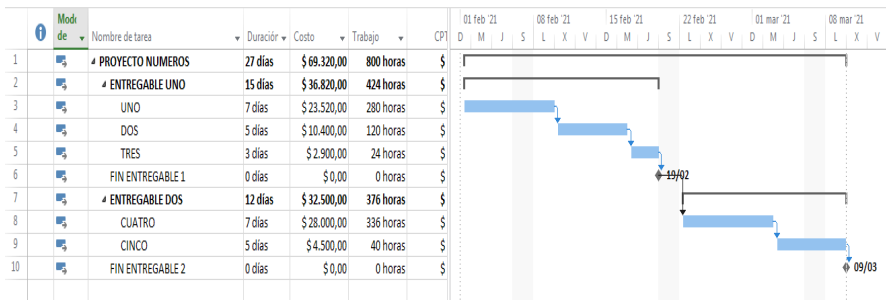 Modo de
Nombre de tarea Duración Costo Trabajo CPT
01 feb '21 08 feb '21 15 feb '21 22 feb '21 01 mar '21 08 mar '21
D M J S L X V D M J S L X V D M J S L X V
1 PROYECTO NUMEROS 27 días $ 69.320,00 800 horas $
2 ENTREGABLE UNO 15 días $ 36.820,00 424 horas $
3 UNO 7 días $ 23.520,00 280 horas $
4 DOS 5 días $ 10.400,00 120 horas $
5 TRES 3 días $ 2.900,00 24 horas $
6 FIN ENTREGABLE 1 0 días $ 0,00 0 horas $ 19/02
7 ENTREGABLE DOS 12 días $ 32.500,00 376 horas $
8 CUATRO 7 días $ 28.000,00 336 horas $
9 CINCO 5 días $ 4.500,00 40 horas $
10 FIN ENTREGABLE 2 0 días $ 0,00 0 horas $ 09/03